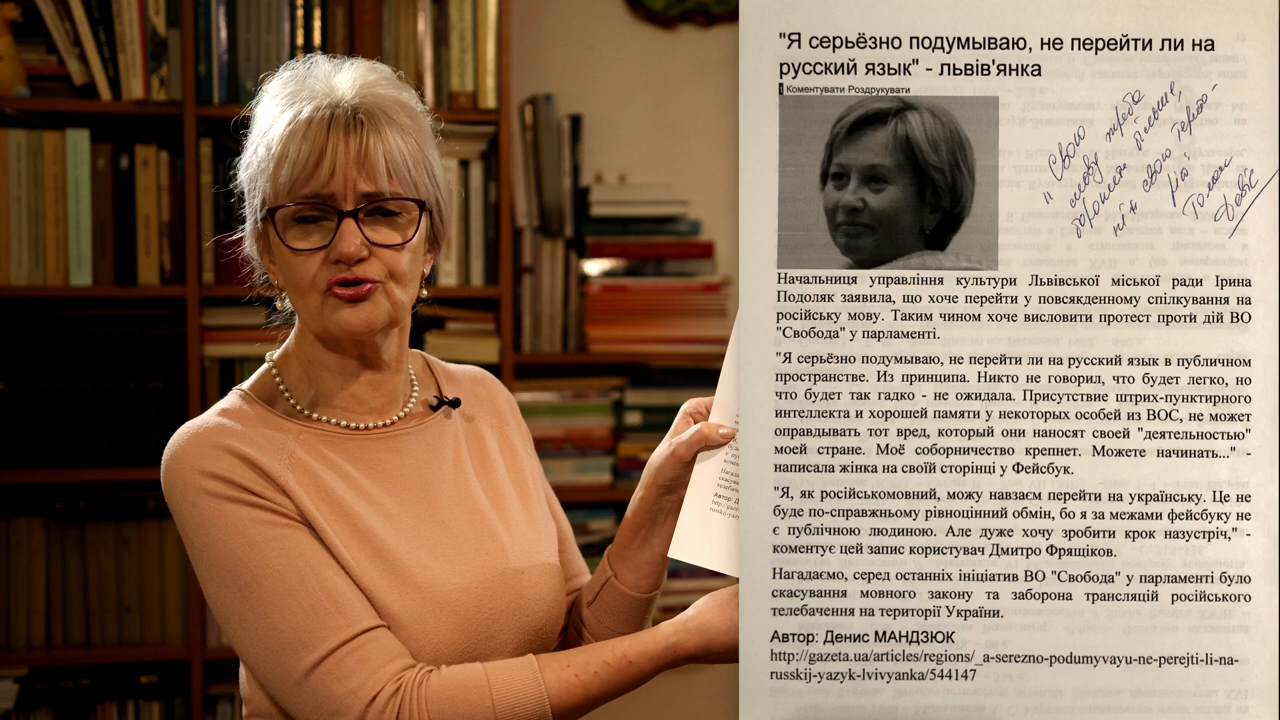 "Я серьёзно подумываю, не перейти ли на
русский язык" - львів'янка
Коментувати Роздрукувати
"Свою
мову треба
боронити більше,
ніж свою терито-
рію"
Томас
Девіс
Начальниця управління культури Львівської міської ради Ірина
Подоляк заявила, що хоче перейти у повсякденному спілкування на
російську мову. Таким чином хоче висловити протест проти дій ВО
"Свобода" у парламенті.
"Я серьёзно подумываю, не перейти ли на русский язык в публичном
пространстве. Из принципа. Никто не говорил, что будет легко, но
что будет так гадко - не ожидала. Присутствие штрих-пунктирного
интеллекта и хорошей памяти у некоторых особей из ВОС, не может
оправдывать тот вред, который они наносят своей "деятельностью"
моей стране. Моё соборничество крепнет. Можете начинать..." -
написала жінка на своїй сторінці у Фейсбук.
"Я, як російськомовний, можу навзаєм перейти на українську. Це не
буде по-справжньому рівноцінний обмін, бо я за межами фейсбуку не
є публічною людиною. Але дуже хочу зробити крок назустріч," -
коментує цей запис користувач Дмитро Фрящіков.
Нагадаємо, серед останніх ініціатив ВО "Свобода" у парламенті було
скасування мовного закону та заборона трансляцій російського
телебачення на території України.
Автор: Денис МАНДЗЮК
http://gazeta.ua/articles/regions/_a-serezno-podumyvayu-ne-perejti-li-na-
russkij-yazyk-lvivyanka/544147